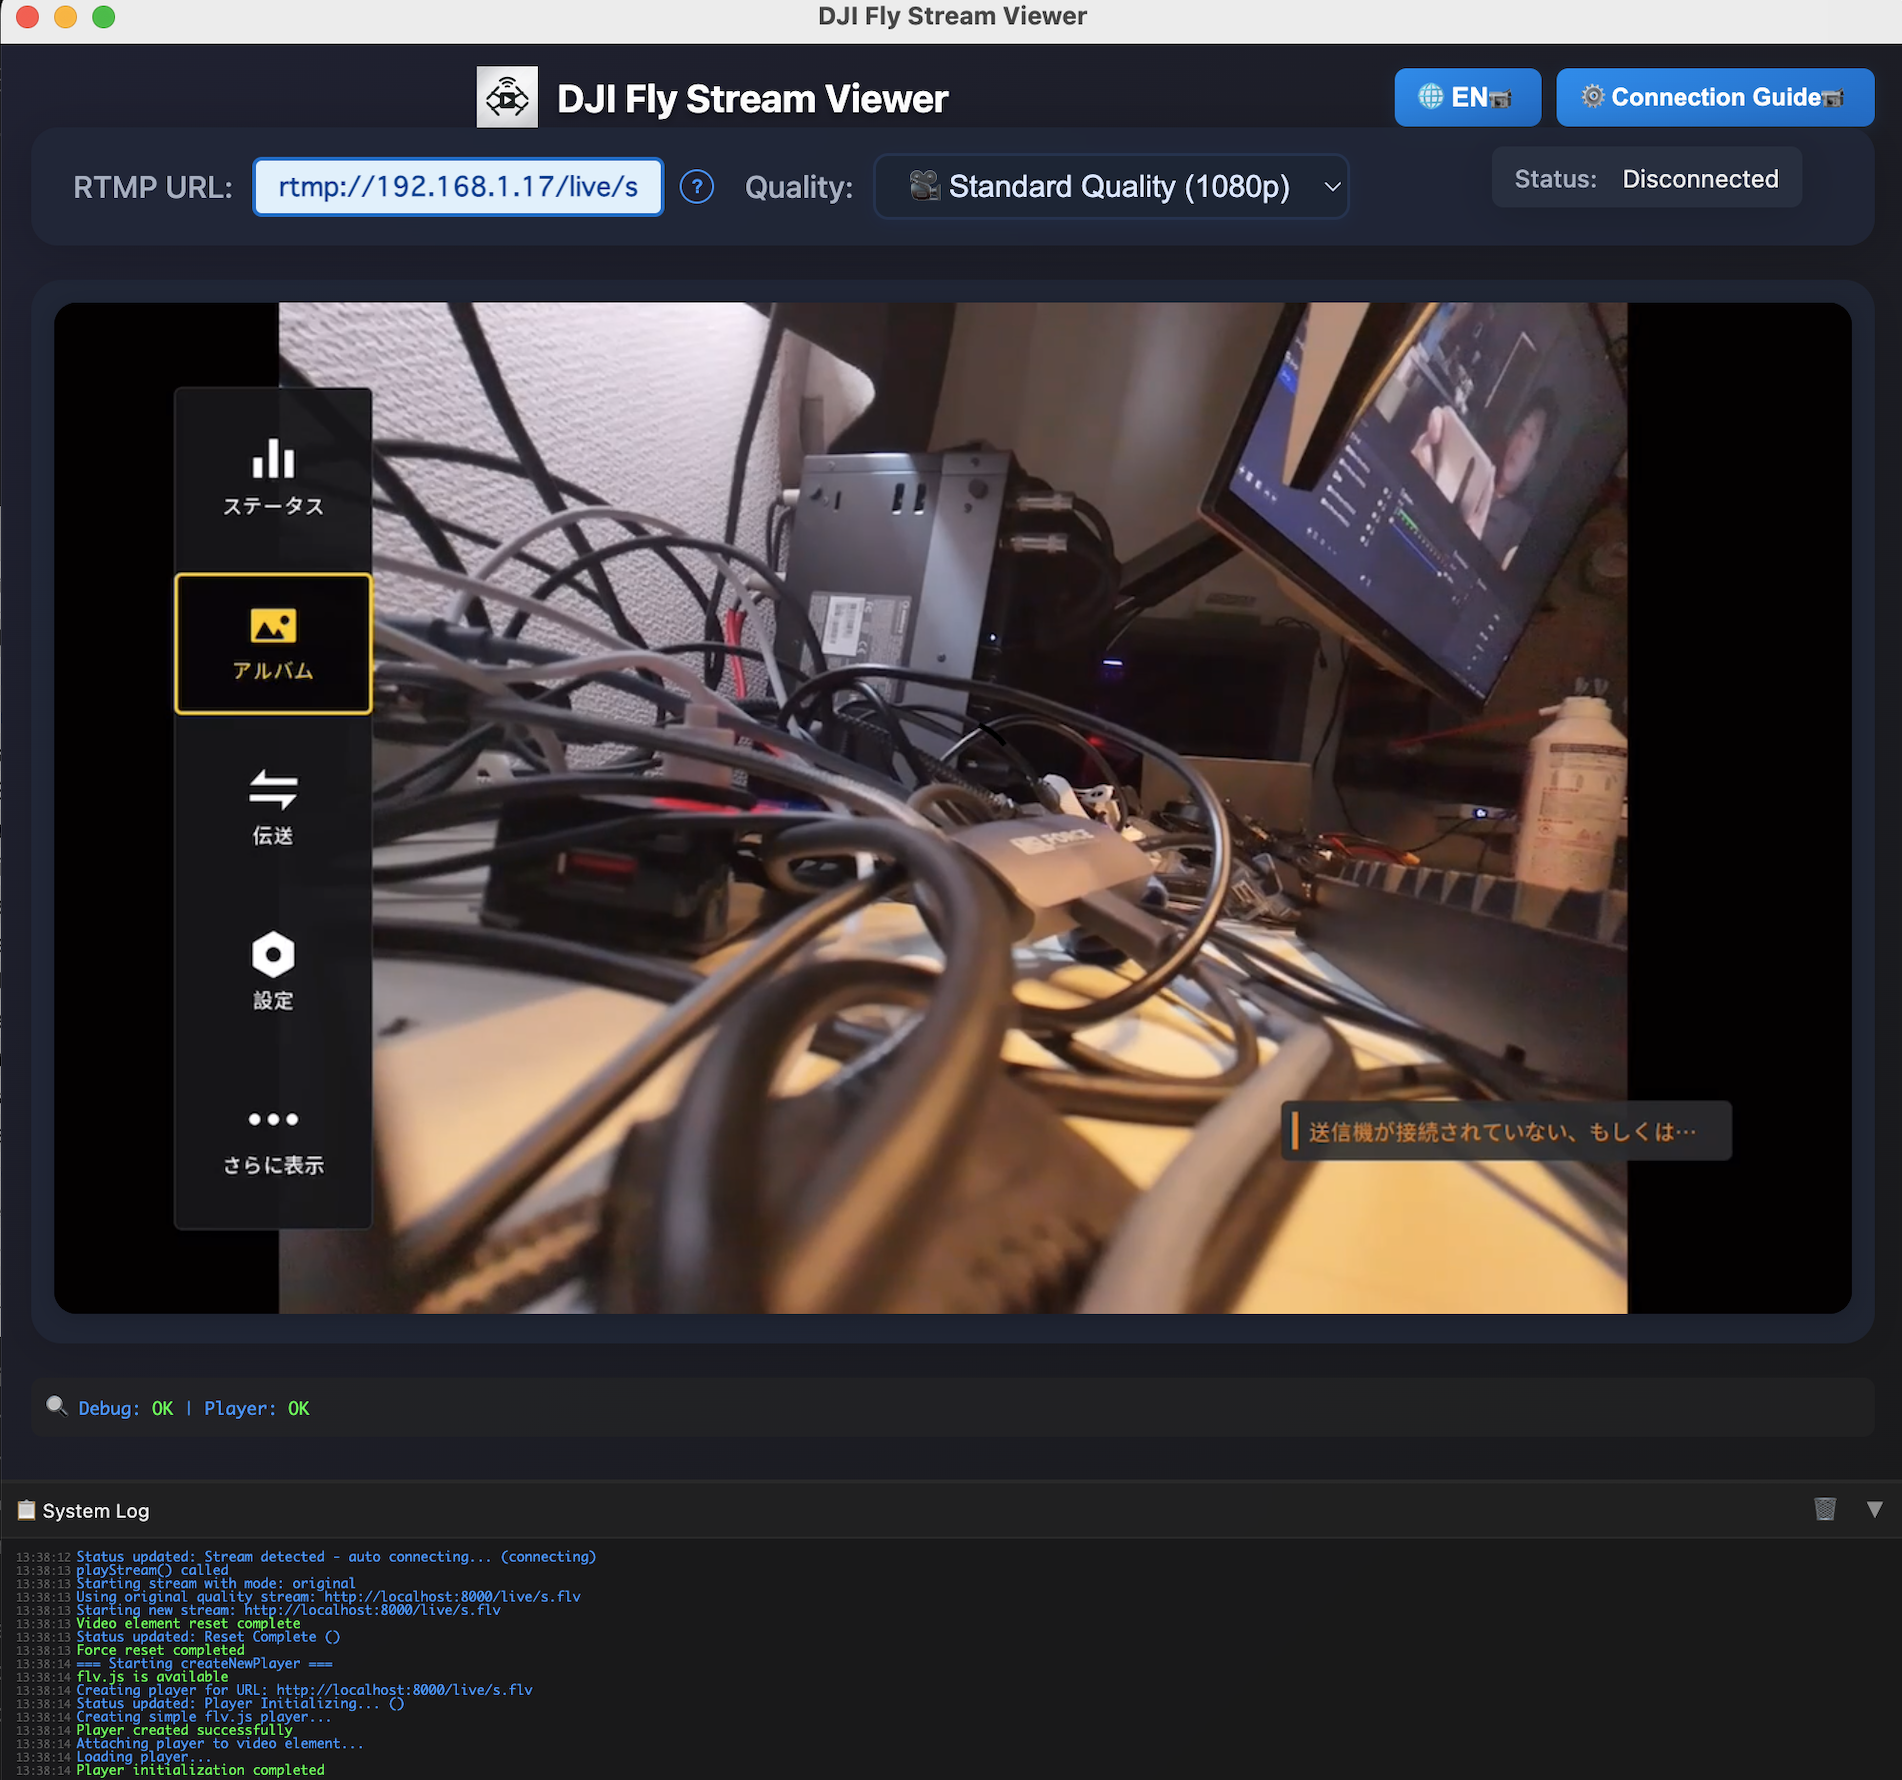 DJI Fly Stream Viewer
DJI Fly Stream Viewer
EN
Connection Guide
RTMP URL:
rtmp://192.168.1.17/live/s
?
Quality:
Standard Quality (1080p)
Status: Disconnected
ステータス
アルバム
伝送
設定
さらに表示
送信機が接続されていない、もしくは…
Debug: OK | Player: OK
System Log
13:38:12 Status updated: Stream detected - auto connecting... (connecting)
13:38:13 playStream() called
13:38:13 Starting stream with mode: original
13:38:13 Using original quality stream: http://localhost:8000/live/s.flv
13:38:13 Starting new stream: http://localhost:8000/live/s.flv
13:38:13 Video element reset complete
13:38:13 Status updated: Reset Complete ()
13:38:13 Force reset completed
13:38:14 === Starting createNewPlayer ===
13:38:14 flv.js is available
13:38:14 Creating player for URL: http://localhost:8000/live/s.flv
13:38:14 Status updated: Player Initializing... ()
13:38:14 Creating simple flv.js player...
13:38:14 Player created successfully
13:38:14 Attaching player to video element...
13:38:14 Loading player...
13:38:14 Player initialization completed